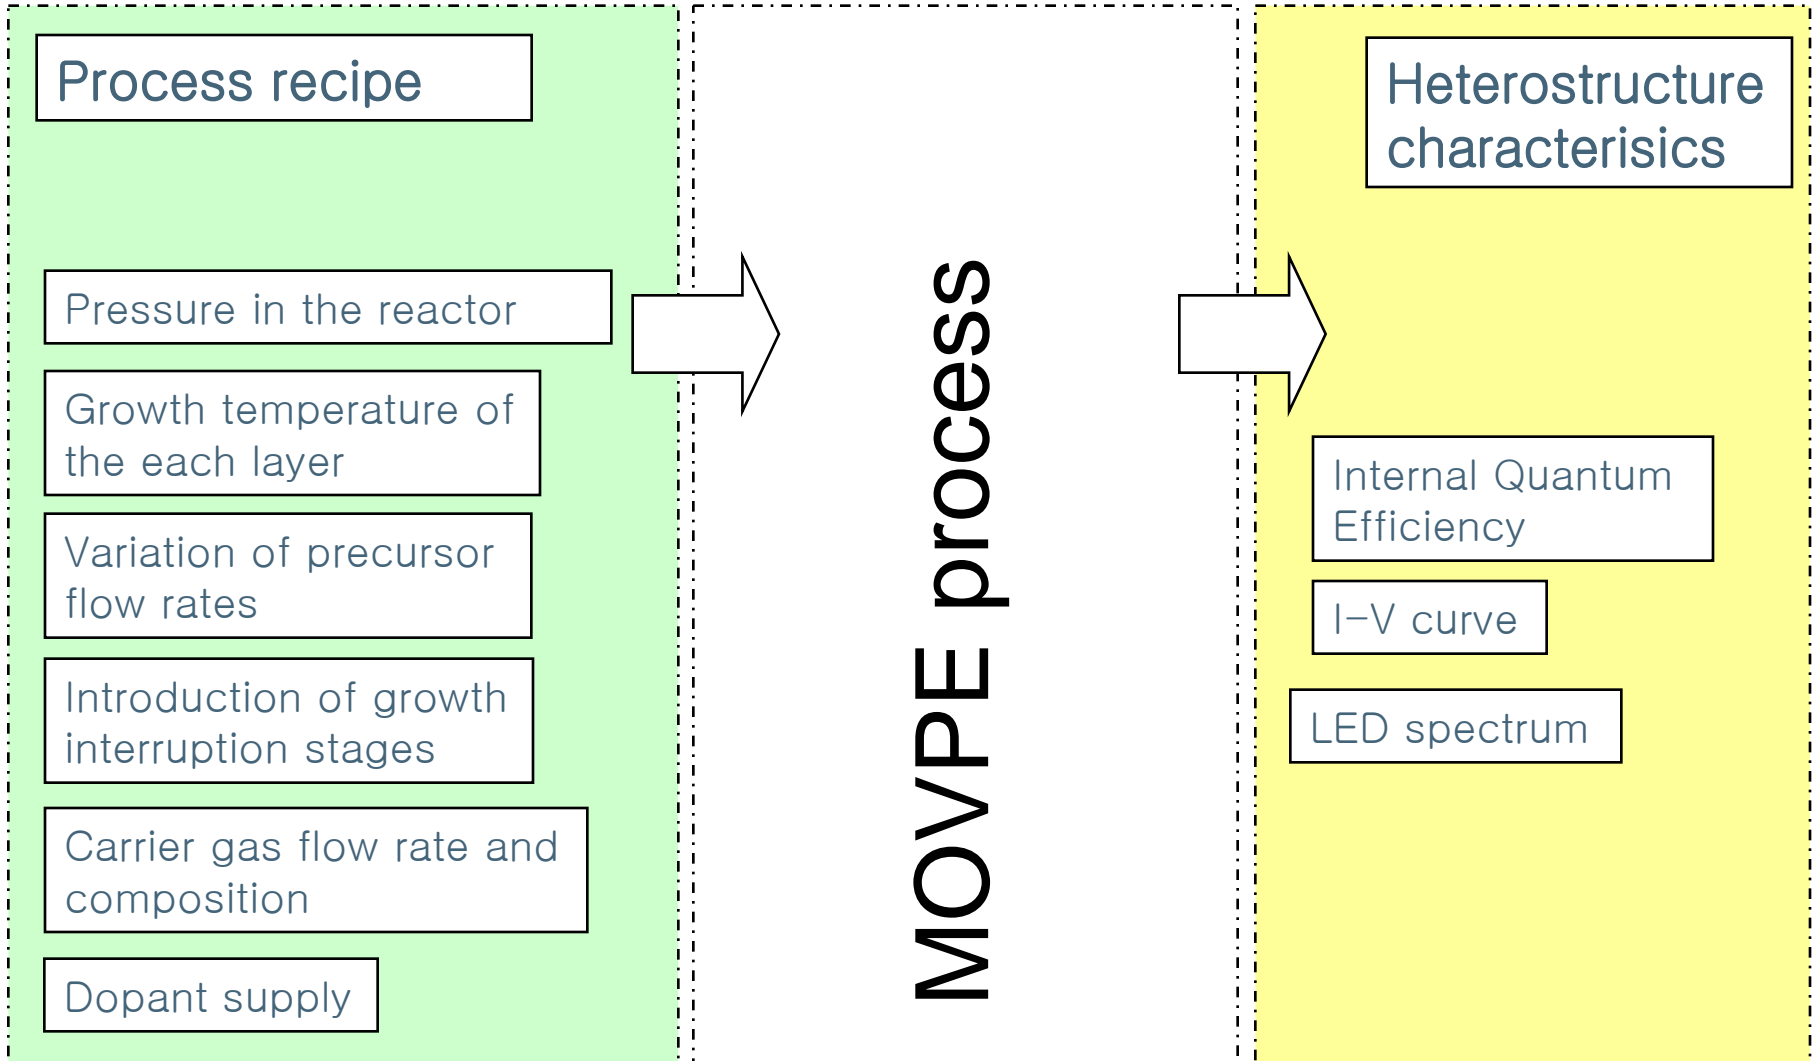 Process recipe
Pressure in the reactor
Growth temperature of
the each layer
Variation of precursor
flow rates
Introduction of growth
interruption stages
Carrier gas flow rate and
composition
Dopant supply
MOVPE process
Heterostructure
characterisics
Internal Quantum
Efficiency
I-V curve
LED spectrum